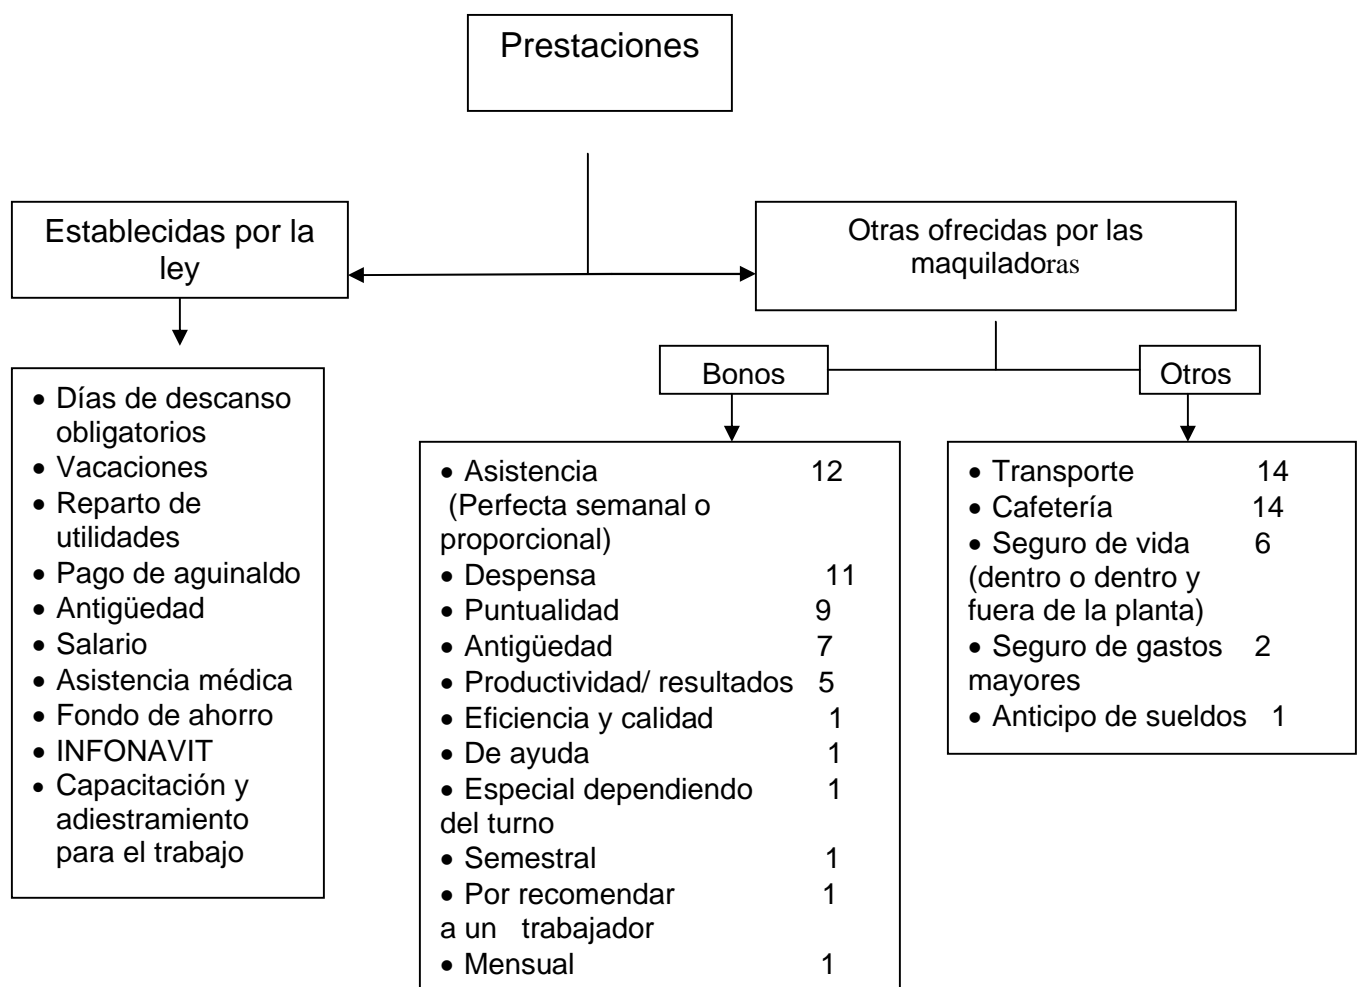 Prestaciones
Establecidas por la
ley
Otras ofrecidas por las
maquiladoras
• Días de descanso
obligatorios
• Vacaciones
• Reparto de
utilidades
• Pago de aguinaldo
• Antigüedad
• Salario
• Asistencia médica
• Fondo de ahorro
• INFONAVIT
• Capacitación y
adiestramiento
para el trabajo
Bonos
• Asistencia 12
(Perfecta semanal o
proporcional)
• Despensa 11
• Puntualidad 9
• Antigüedad 7
• Productividad/ resultados 5
• Eficiencia y calidad 1
• De ayuda 1
• Especial dependiendo 1
del turno
• Semestral 1
• Por recomendar 1
a un trabajador
• Mensual 1
Otros
• Transporte 14
• Cafetería 14
• Seguro de vida 6
(dentro o dentro y
fuera de la planta)
• Seguro de gastos 2
mayores
• Anticipo de sueldos 1